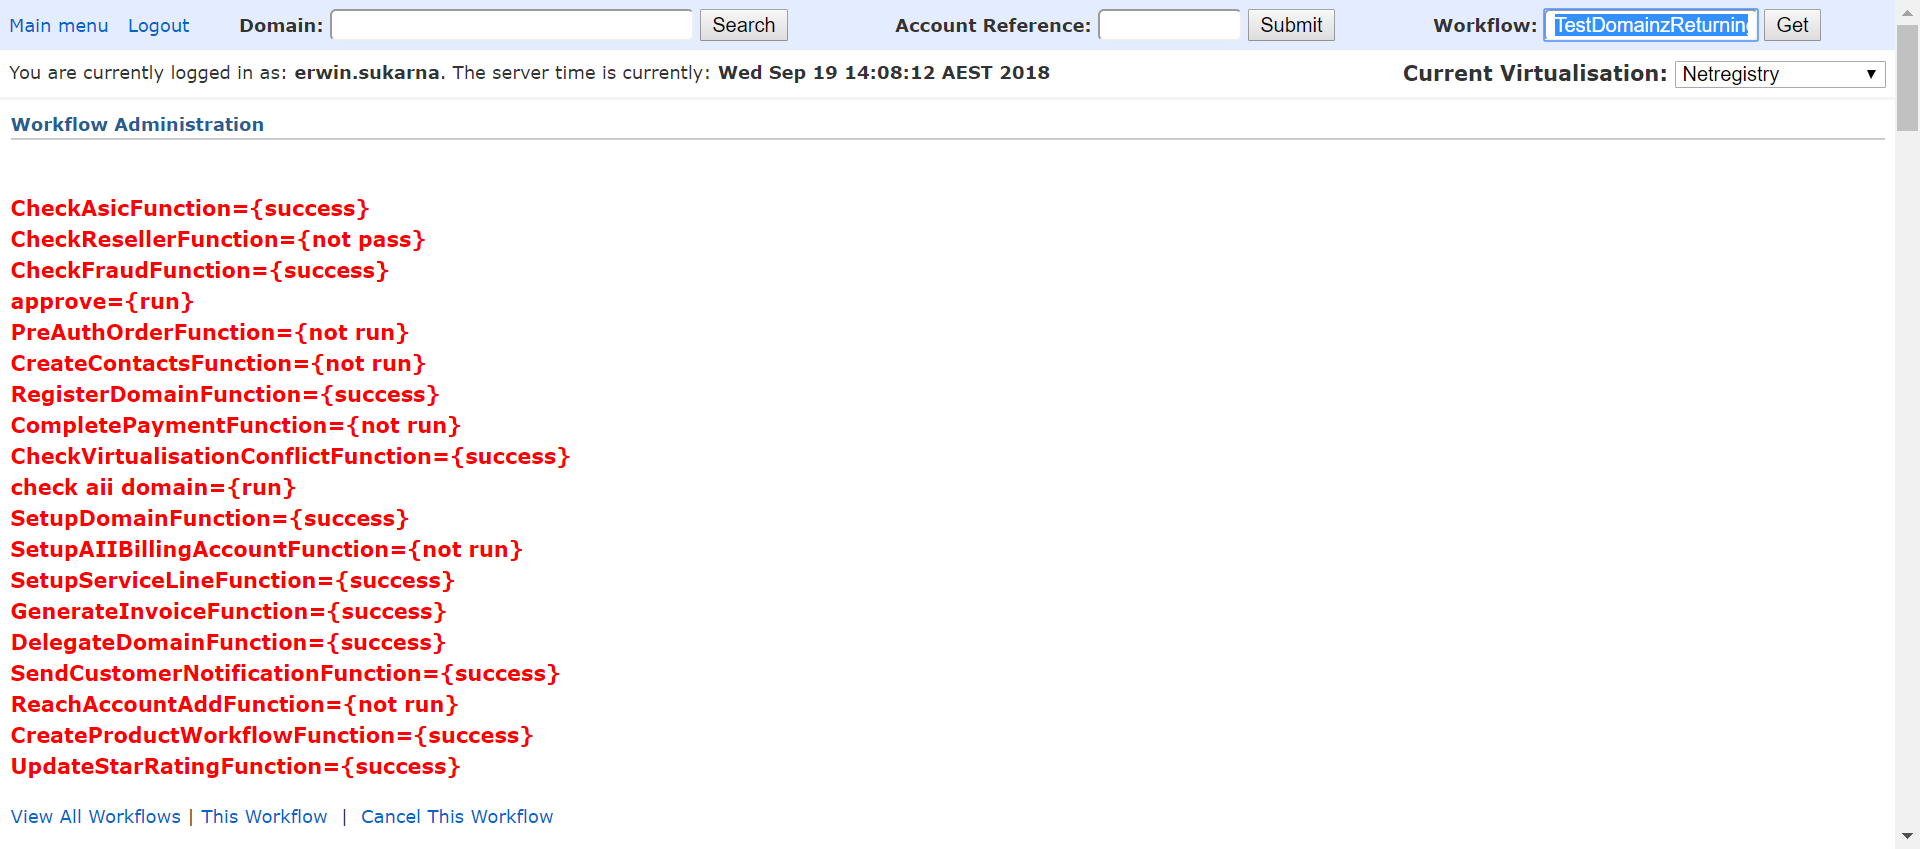 Main menu Logout Domain: Search Account Reference: Submit Workflow: TestDomainzReturning Get
You are currently logged in as: erwin.sukarna. The server time is currently: Wed Sep 19 14:08:12 AEST 2018 Current Virtualisation: Netregistry
Workflow Administration
CheckAsicFunction={success}
CheckResellerFunction={not pass}
CheckFraudFunction={success}
approve={run}
PreAuthOrderFunction={not run}
CreateContactsFunction={not run}
RegisterDomainFunction={success}
CompletePaymentFunction={not run}
CheckVirtualisationConflictFunction={success}
check aii domain={run}
SetupDomainFunction={success}
SetupAIIBillingAccountFunction={not run}
SetupServiceLineFunction={success}
GenerateInvoiceFunction={success}
DelegateDomainFunction={success}
SendCustomerNotificationFunction={success}
ReachAccountAddFunction={not run}
CreateProductWorkflowFunction={success}
UpdateStarRatingFunction={success}
View All Workflows | This Workflow | Cancel This Workflow